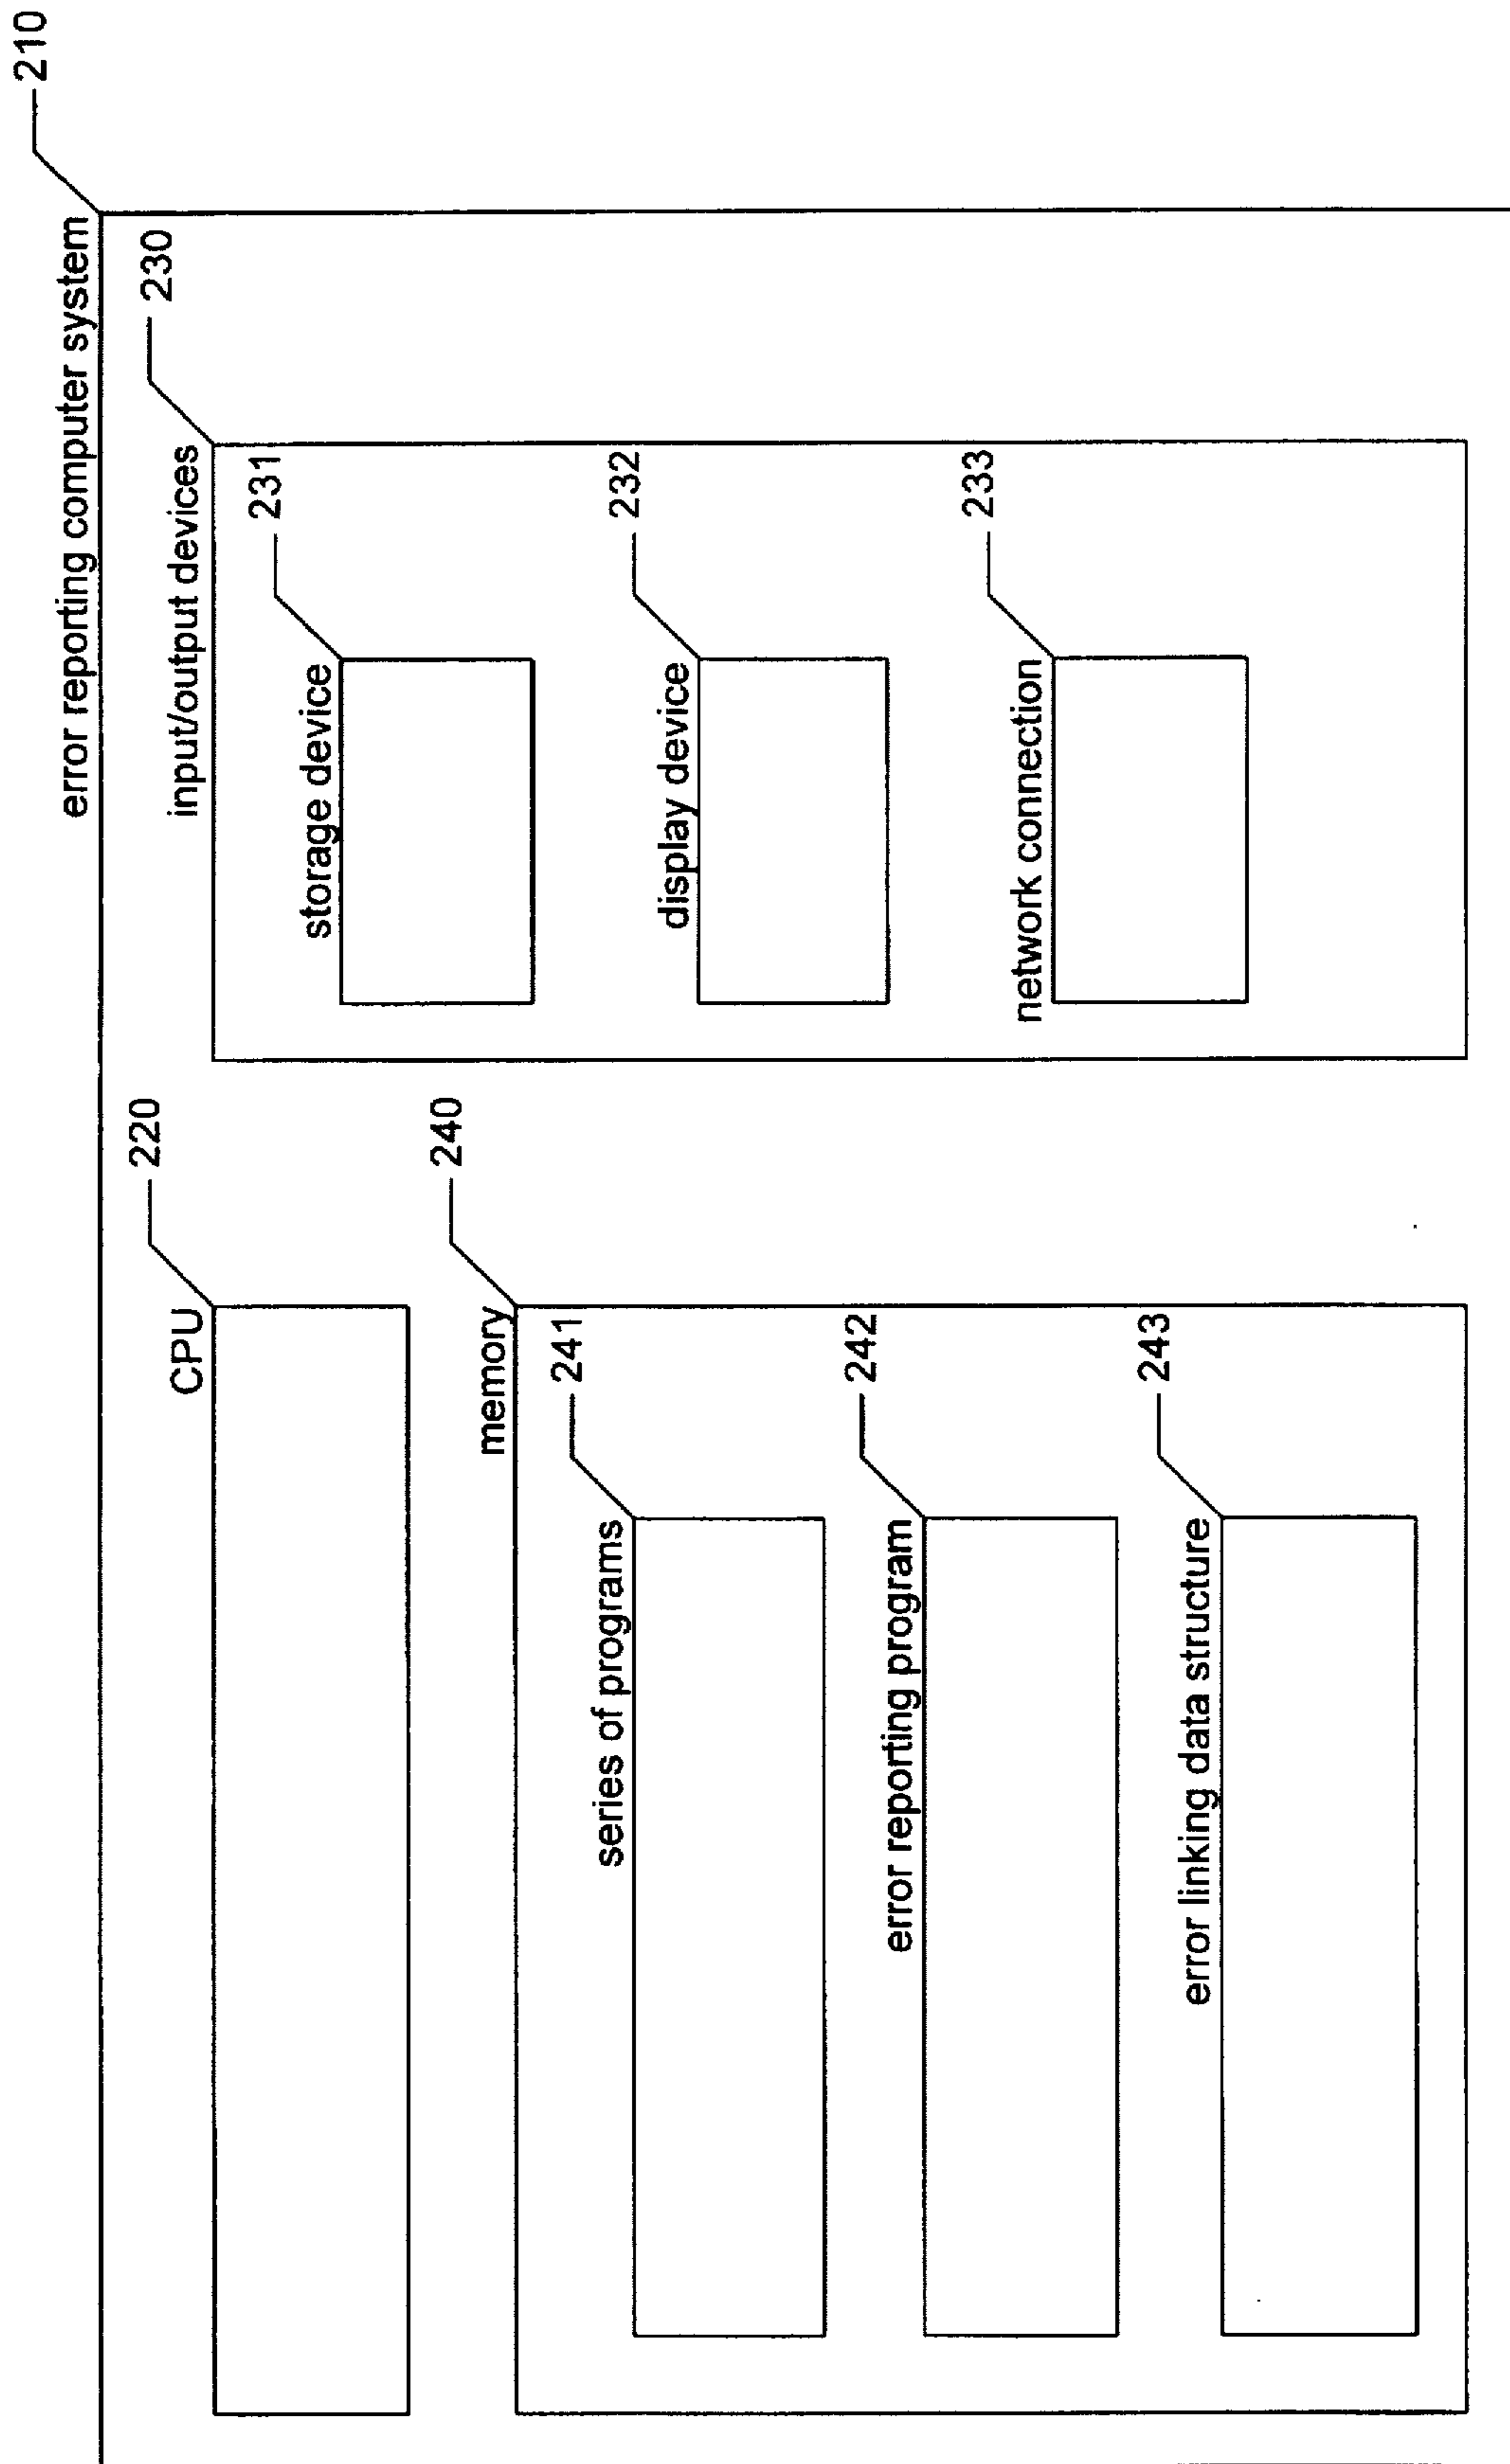 210
error reporting computer system
220
CPU
230
input/output devices
231
storage device
232
display device
233
network connection
240
memory
241
series of programs
242
error reporting program
243
error linking data structure